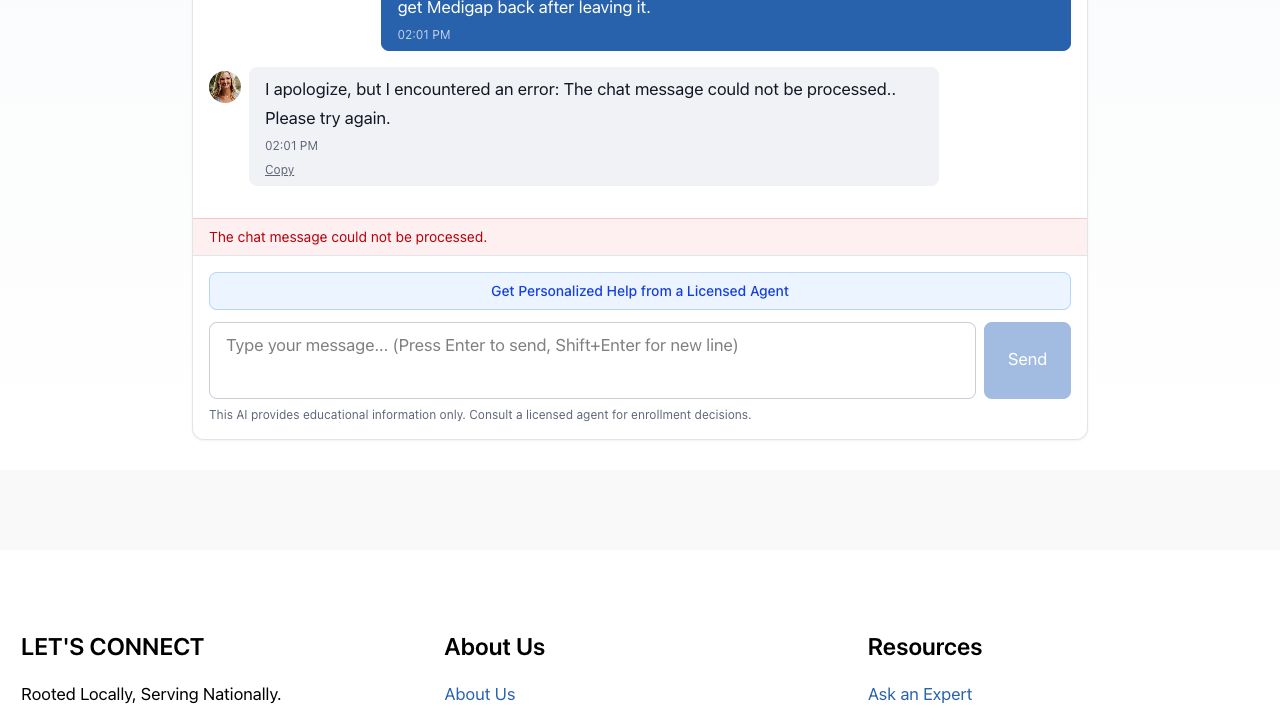 get Medigap back after leaving it.
02:01 PM
I apologize, but I encountered an error: The chat message could not be processed..
Please try again.
02:01 PM
Copy
The chat message could not be processed.
Get Personalized Help from a Licensed Agent
Type your message... (Press Enter to send, Shift+Enter for new line)
Send
This AI provides educational information only. Consult a licensed agent for enrollment decisions.
LET'S CONNECT
About Us
Resources
Rooted Locally, Serving Nationally.
About Us
Ask an Expert